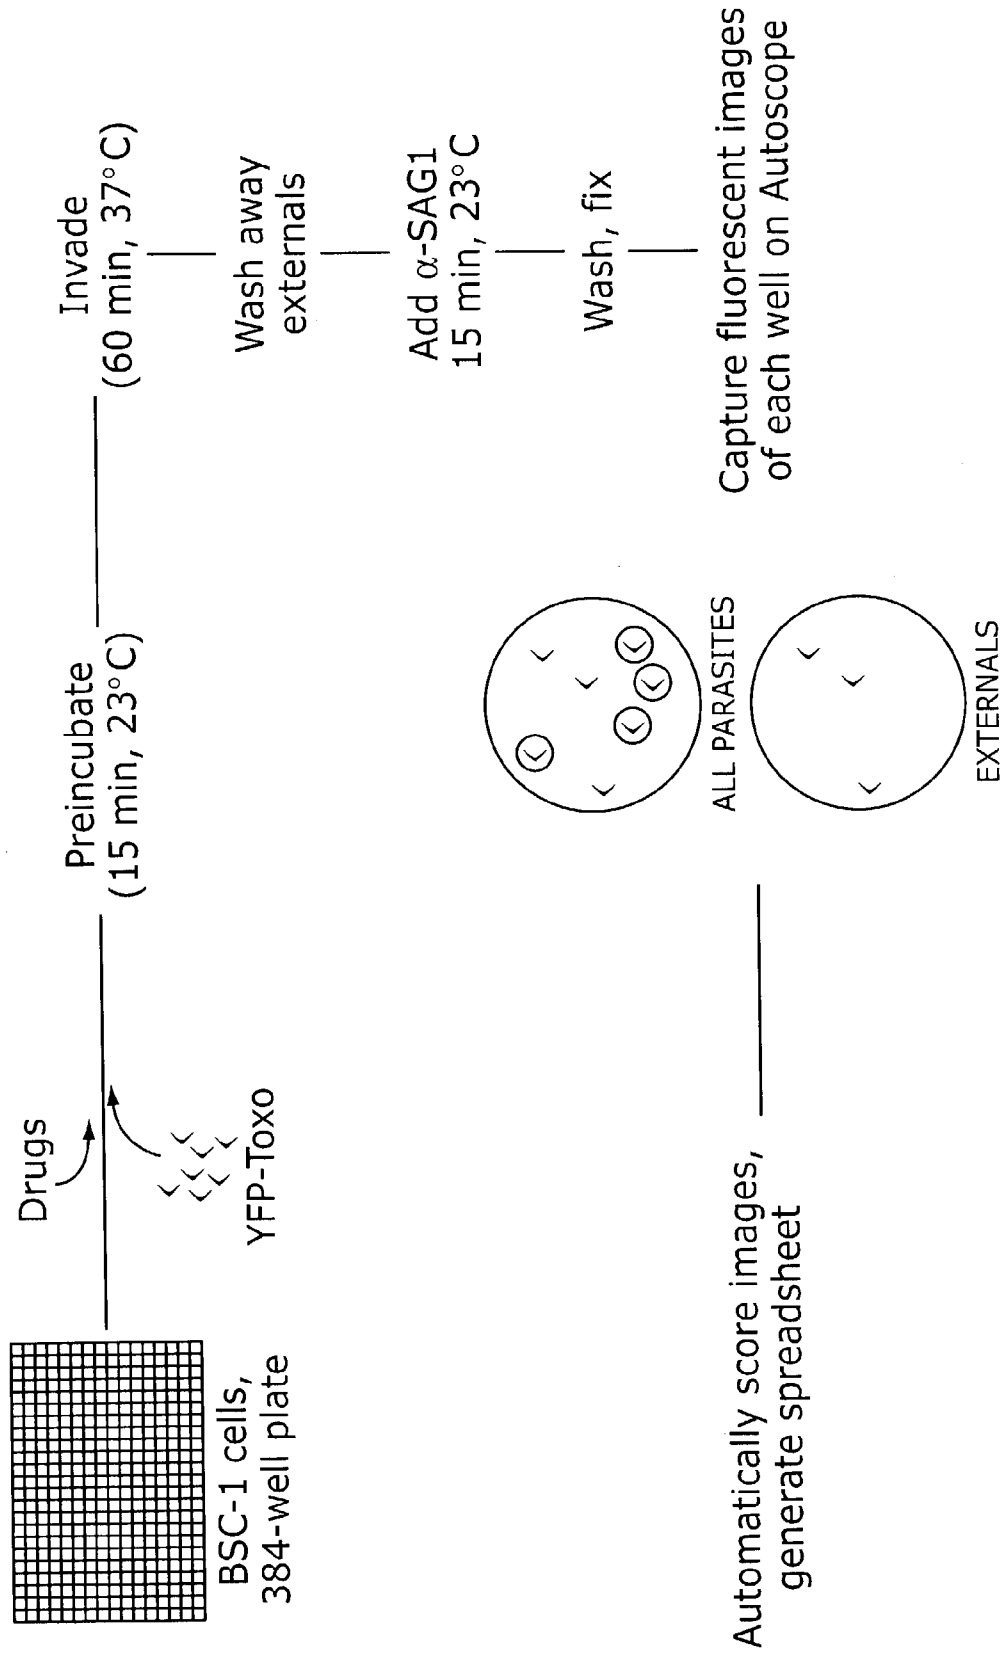 Drugs
YFP-Toxo
BSC-1 cells,
384-well plate
Preincubate
(15 min, 23°C)
Invade
(60 min, 37°C)
Wash away
externals
Add α-SAG1
15 min, 23°C
Wash, fix
Capture fluorescent images
of each well on Autoscope
ALL PARASITES
EXTERNALS
Automatically score images,
generate spreadsheet